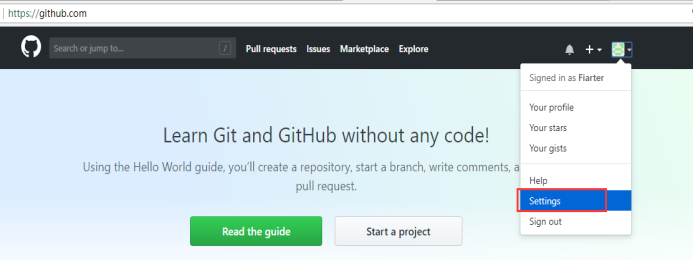 https://github.com
Search or jump to... / Pull requests Issues Marketplace Explore
Signed in as Fiarter
Your profile
Your stars
Your gists
Help
Settings
Sign out
Learn Git and GitHub without any code!
Using the Hello World guide, you'll create a repository, start a branch, write comments, a
pull request.
Read the guide Start a project